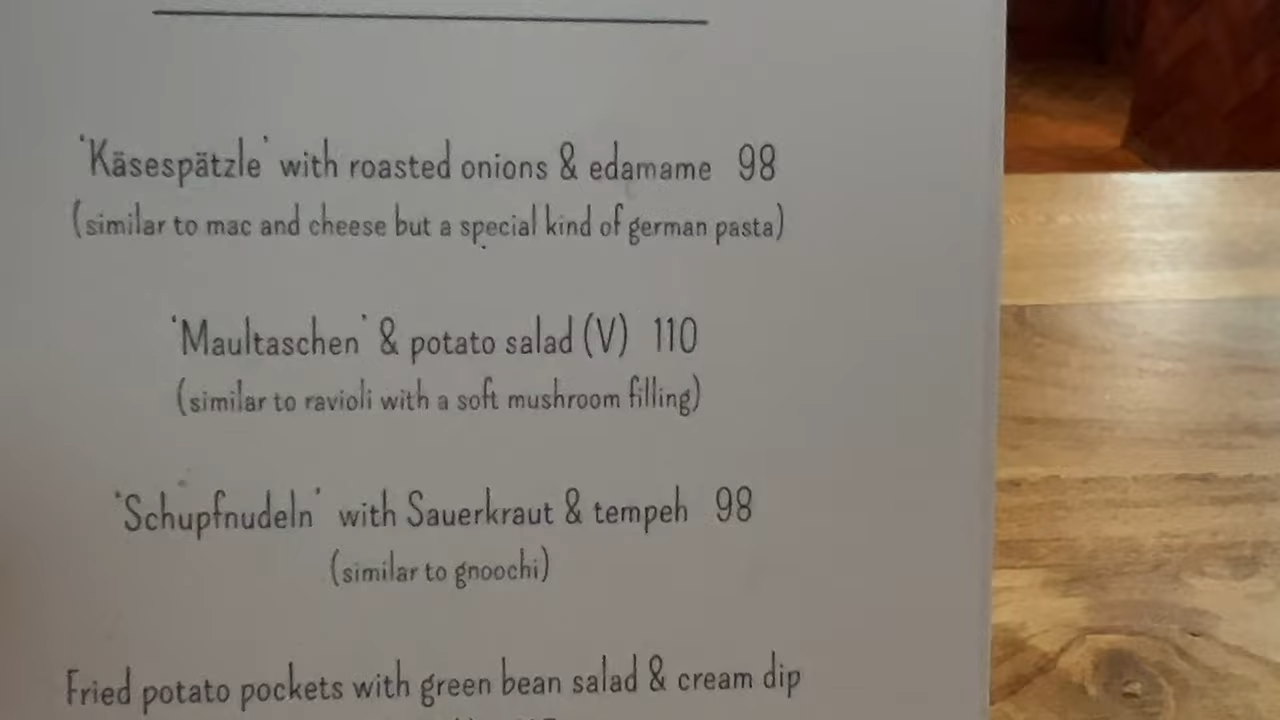 'Käsespätzle' with roasted onions & edamame 98
(similar to mac and cheese but a special kind of german pasta)
'Maultaschen' & potato salad (V) 110
(similar to ravioli with a soft mushroom filling)
'Schupfnudeln' with Sauerkraut & tempeh 98
(similar to gnoochi)
Fried potato pockets with green bean salad & cream dip